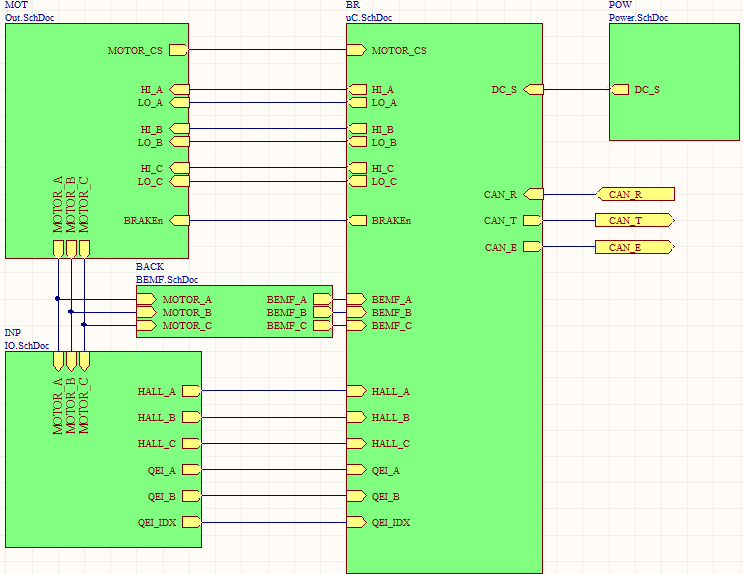 MOT
Out.SchDoc
MOTOR_CS
HI_A
LO_A
HI_B
LO_B
HI_C
LO_C
BRAKEn
MOTOR_A
MOTOR_B
MOTOR_C
BR
uC.SchDoc
MOTOR_CS
HI_A
LO_A
HI_B
LO_B
HI_C
LO_C
BRAKEn
BEMF_A
BEMF_B
BEMF_C
HALL_A
HALL_B
HALL_C
QEI_A
QEI_B
QEI_IDX
DC_S
CAN_R
CAN_T
CAN_E
POW
Power.SchDoc
DC_S
CAN_R
CAN_T
CAN_E
BACK
BEMF.SchDoc
MOTOR_A
MOTOR_B
MOTOR_C
BEMF_A
BEMF_B
BEMF_C
INP
IO.SchDoc
MOTOR_A
MOTOR_B
MOTOR_C
HALL_A
HALL_B
HALL_C
QEI_A
QEI_B
QEI_IDX